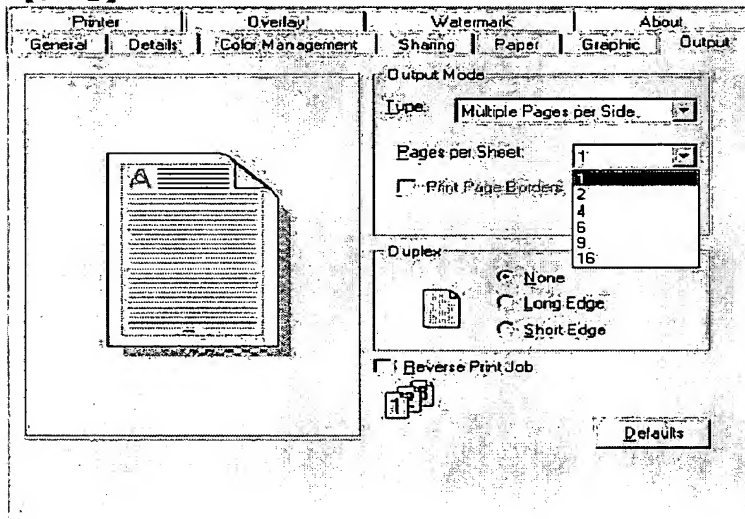 Printer Overlay Watermark About
General Details Color Management Sharing Paper Graphic Output
Output Mode
Type: Multiple Pages per Side
Pages per Sheet: 1
1
2
4
6
9
16
Print Page Borders
Duplex
None
Long Edge
Short Edge
A
Reverse Print Job
1
Defaults